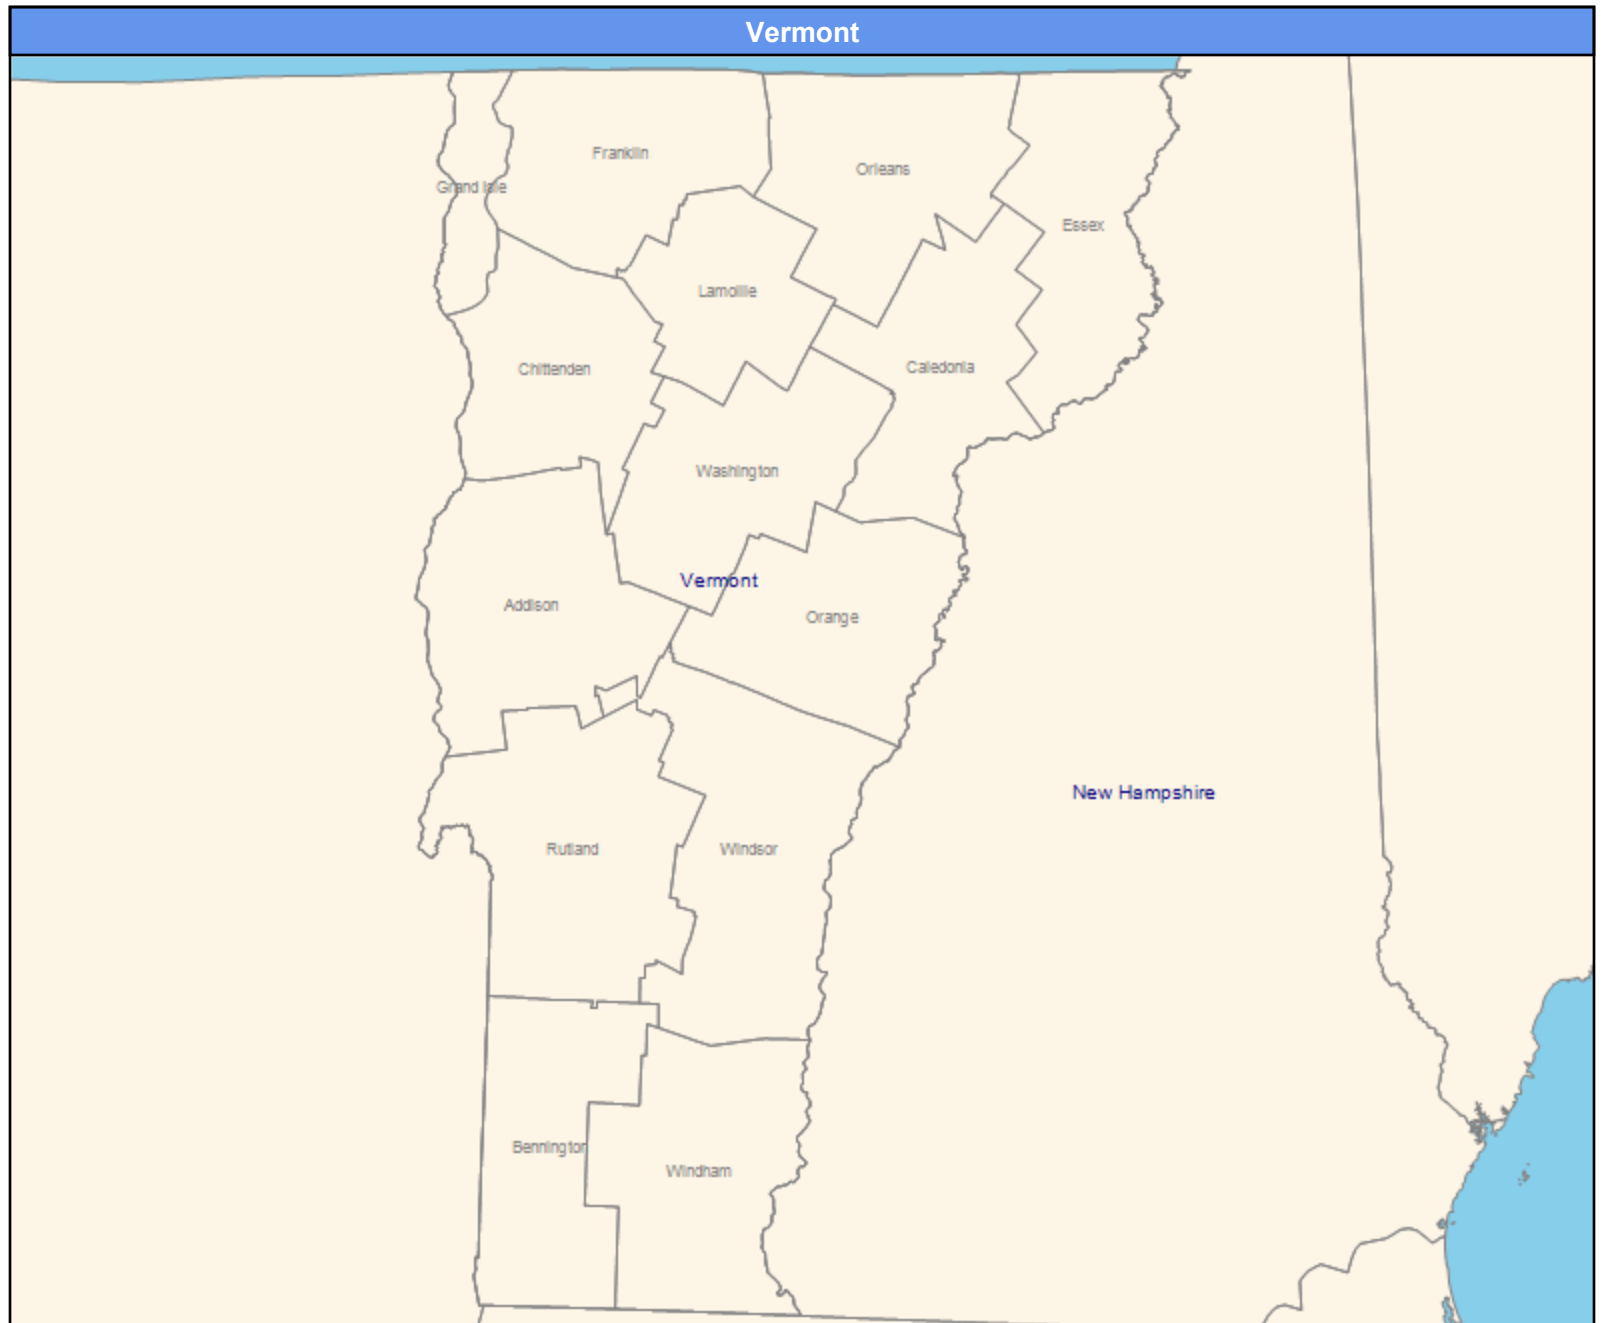 Vermont
Franklin
Orleans
Grand Isle
Essex
Lamoille
Chittenden
Caledonia
Washington
Vermont
Addison
Orange
New Hampshire
Rutland
Windsor
Bennington
Windham